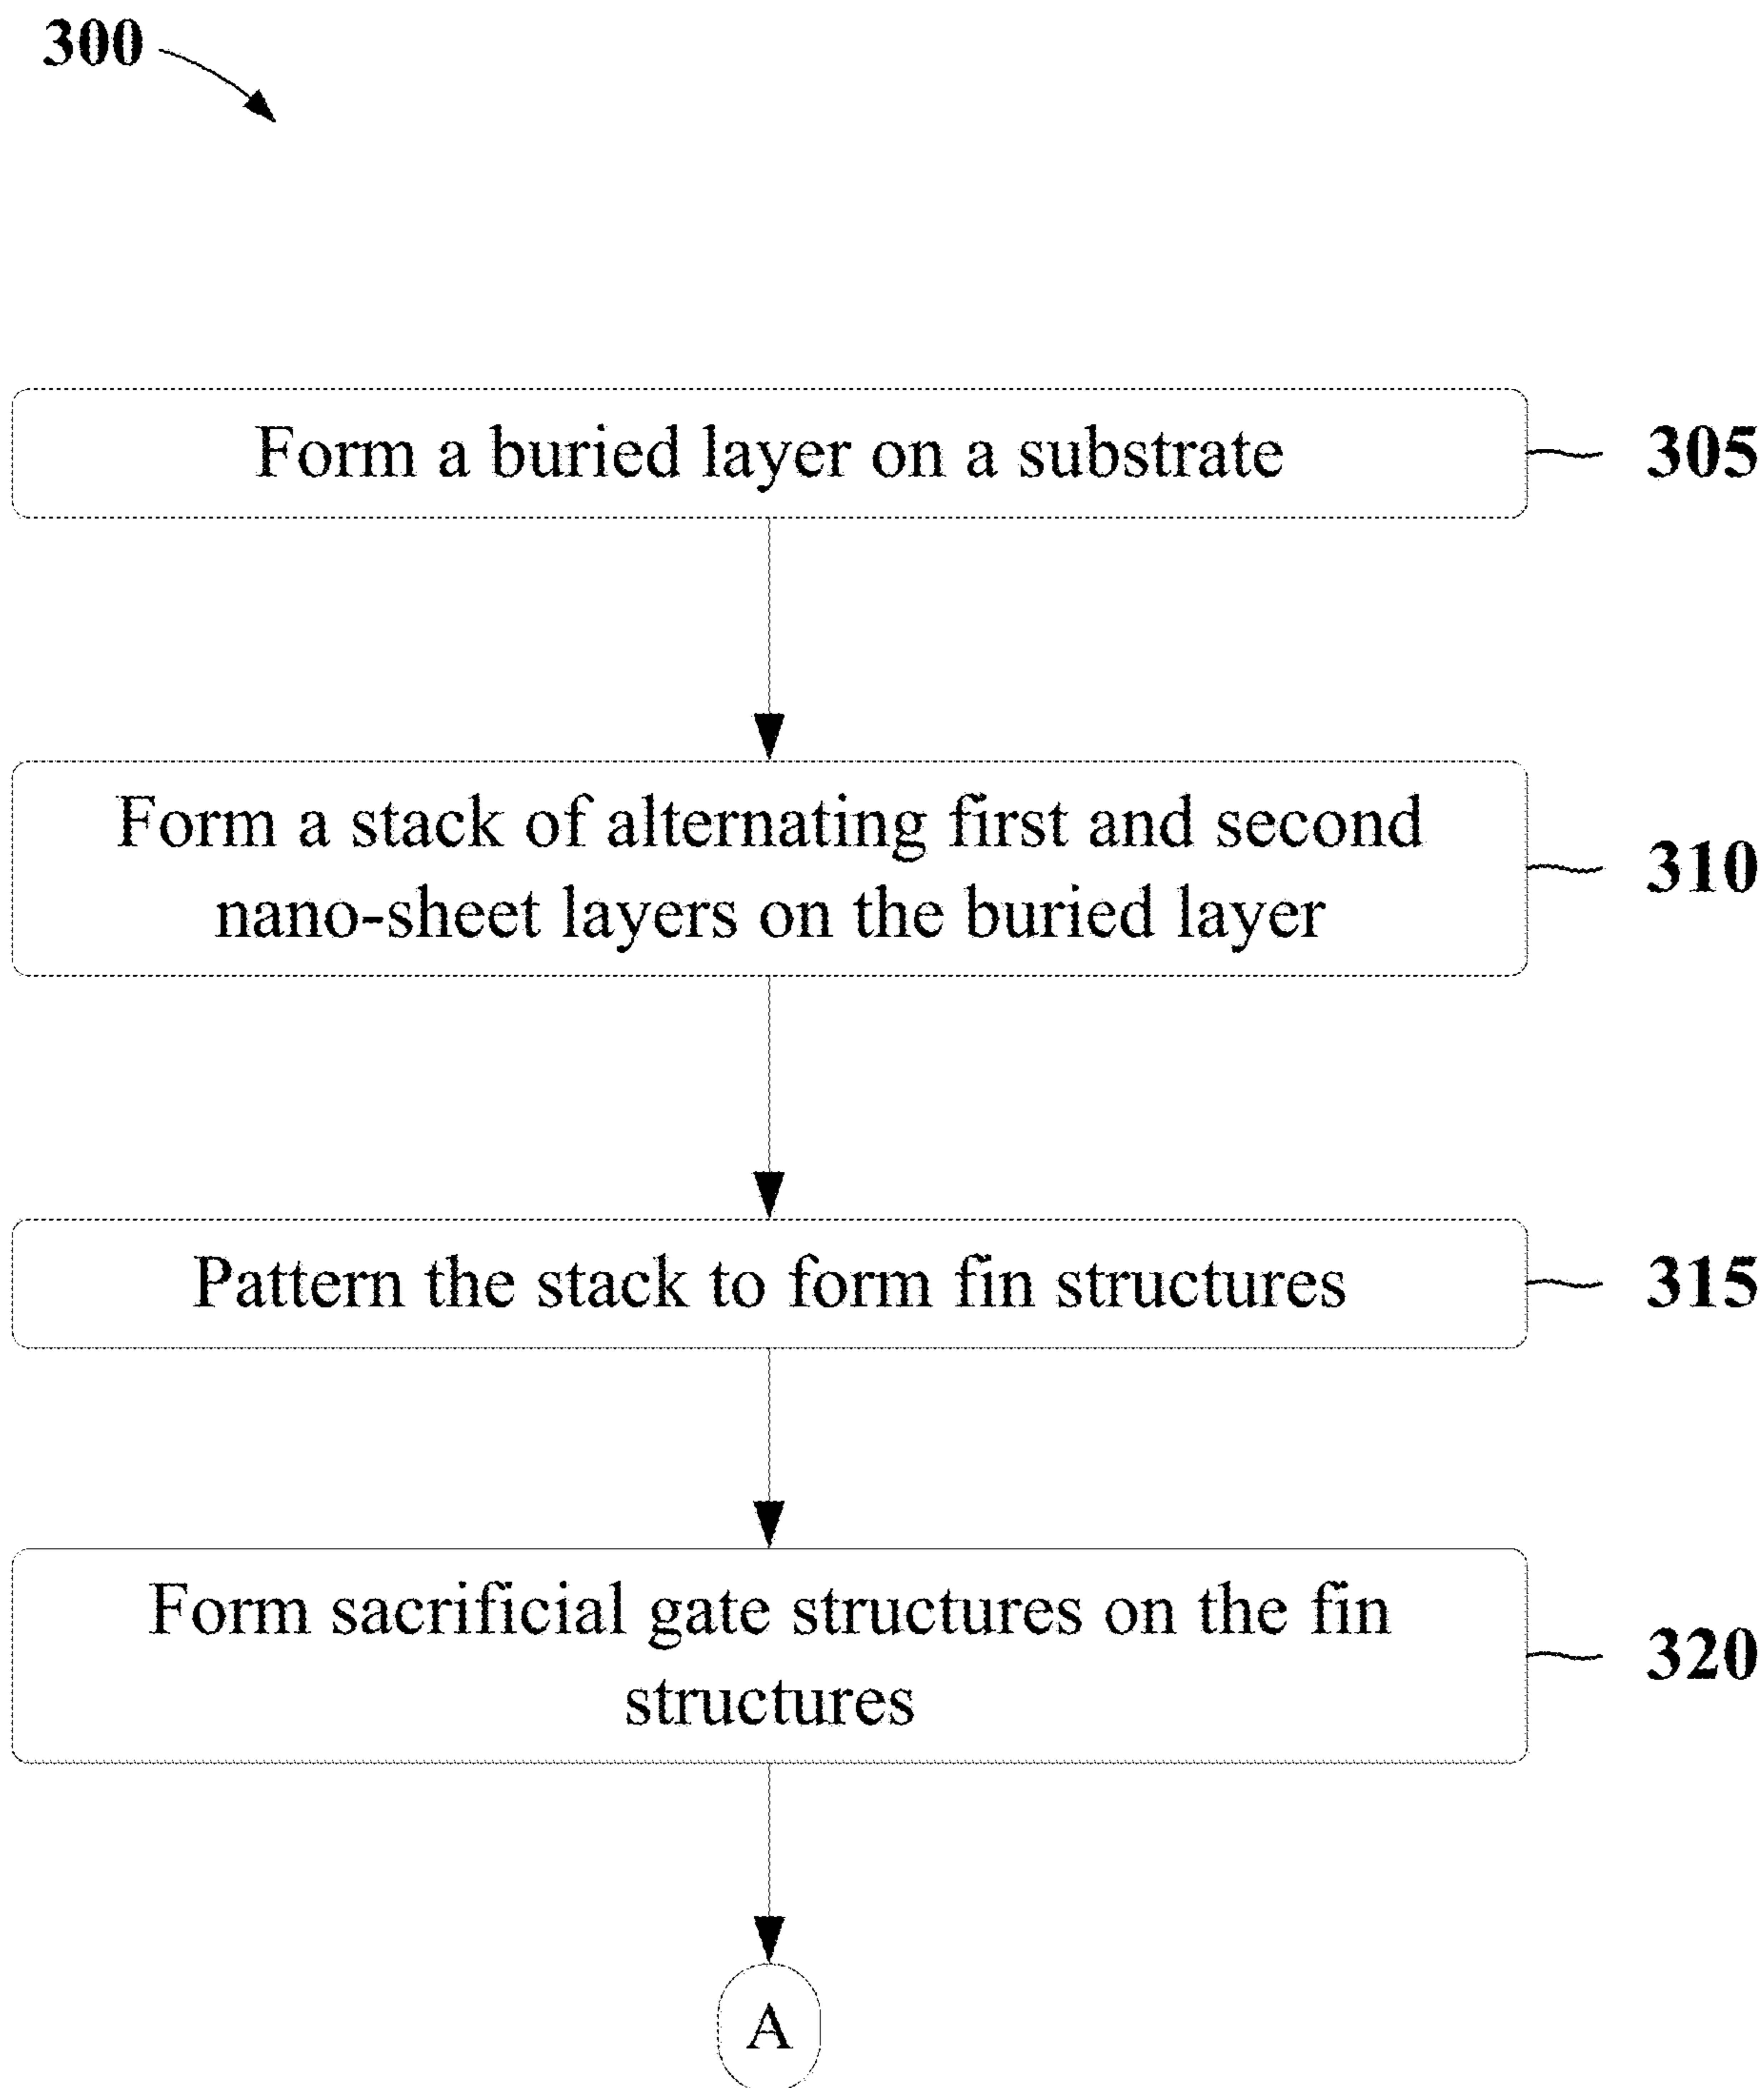 300
Form a buried layer on a substrate
305
Form a stack of alternating first and second
nano-sheet layers on the buried layer
310
Pattern the stack to form fin structures
315
Form sacrificial gate structures on the fin
structures
320
A